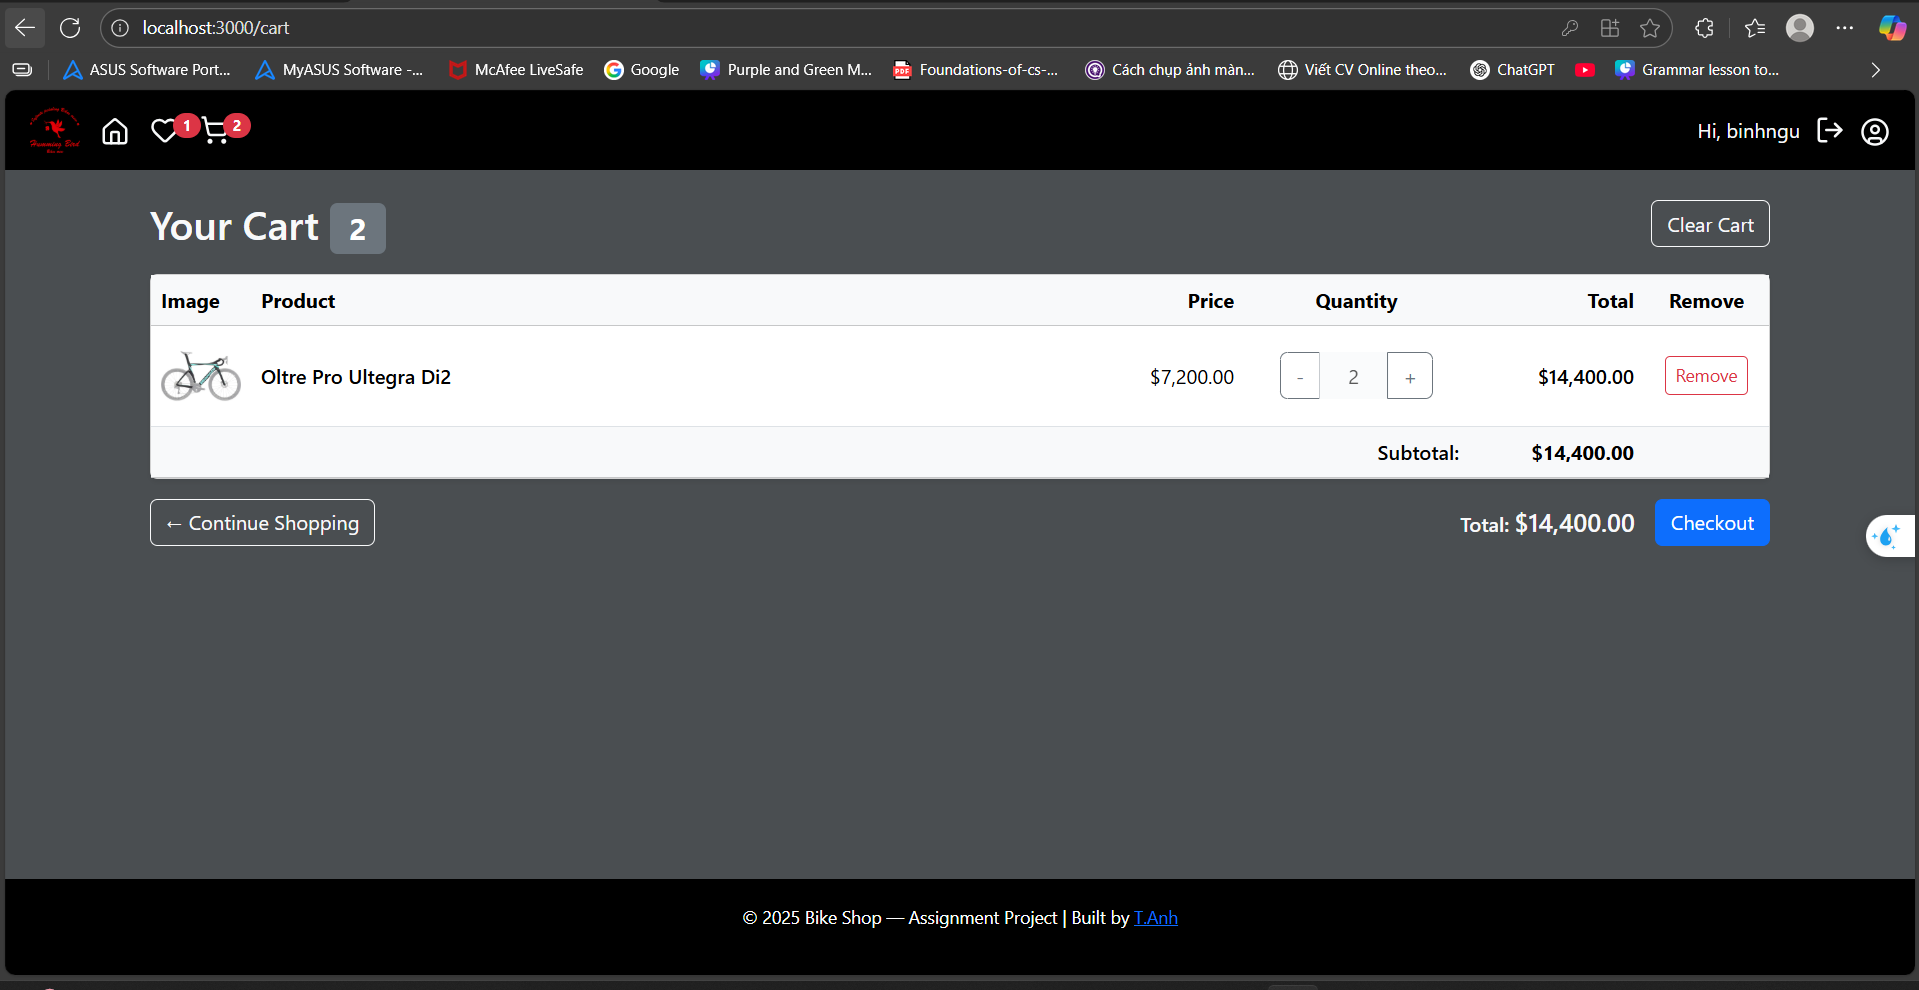 localhost:3000/cart
ASUS Software Port...
MyASUS Software -...
McAfee LiveSafe
Google
Purple and Green M...
PDF
Foundations-of-cs-...
Cách chụp ảnh màn...
Viết CV Online theo...
ChatGPT
Grammar lesson to...
Humming Bird
1
2
Hi, binhngu
Your Cart 2
Clear Cart
Image Product Price Quantity Total Remove
Oltre Pro Ultegra Di2 $7,200.00 - 2 + $14,400.00 Remove
Subtotal: $14,400.00
← Continue Shopping
Total: $14,400.00
Checkout
© 2025 Bike Shop — Assignment Project | Built by T.Anh